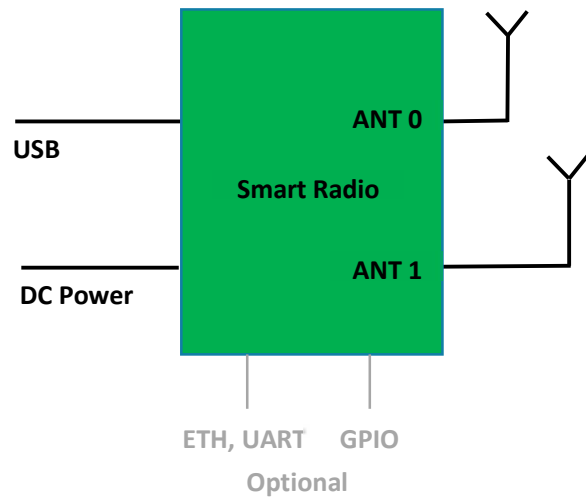 ANT 0
USB
Smart Radio
ANT 1
DC Power
ETH, UART GPIO
Optional